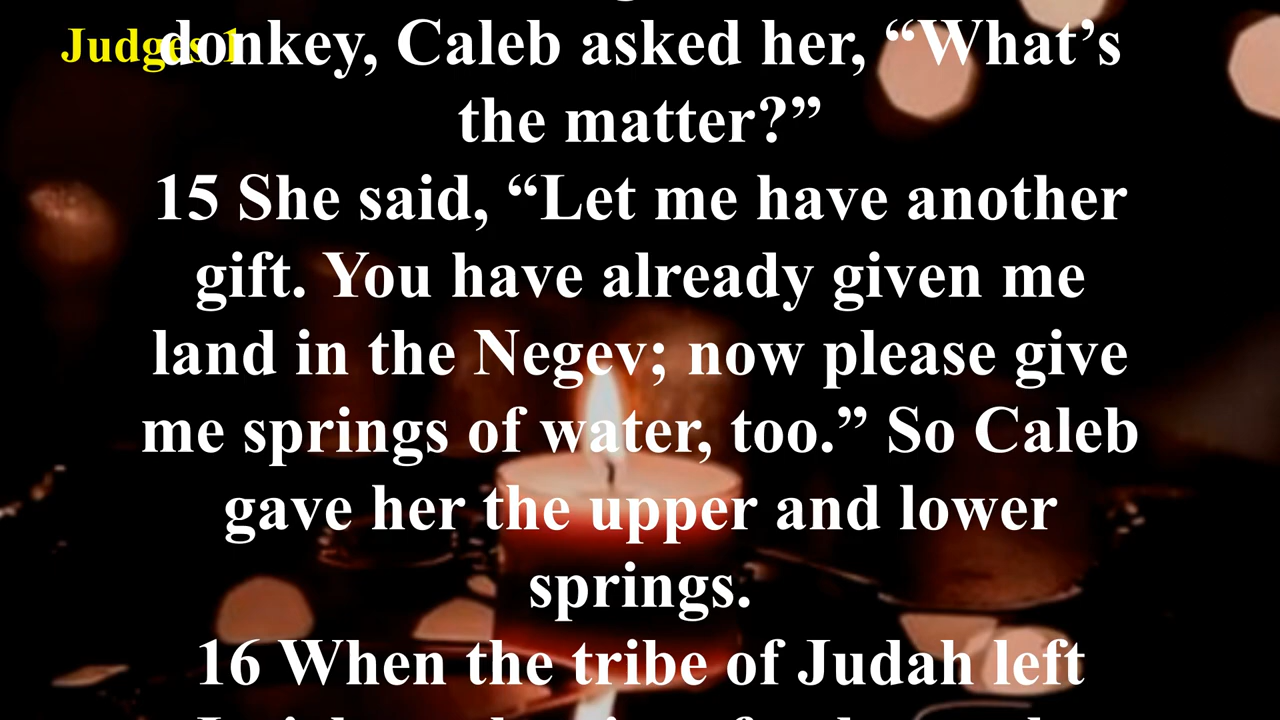 Judges 1
donkey, Caleb asked her, “What’s
the matter?”
15 She said, “Let me have another
gift. You have already given me
land in the Negev; now please give
me springs of water, too.” So Caleb
gave her the upper and lower
springs.
16 When the tribe of Judah left